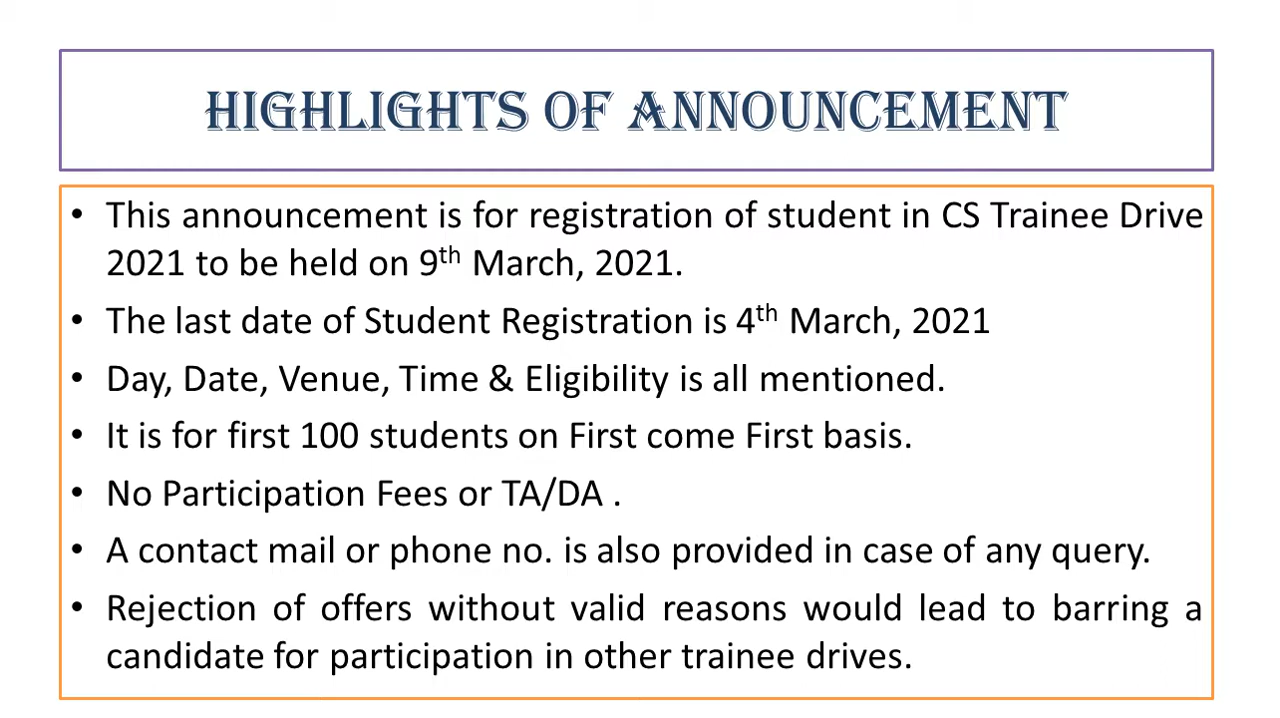 HIGHLIGHTS OF ANNOUNCEMENT
• This announcement is for registration of student in CS Trainee Drive
2021 to be held on 9th March, 2021.
• The last date of Student Registration is 4th March, 2021
• Day, Date, Venue, Time & Eligibility is all mentioned.
• It is for first 100 students on First come First basis.
• No Participation Fees or TA/DA .
• A contact mail or phone no. is also provided in case of any query.
• Rejection of offers without valid reasons would lead to barring a
candidate for participation in other trainee drives.